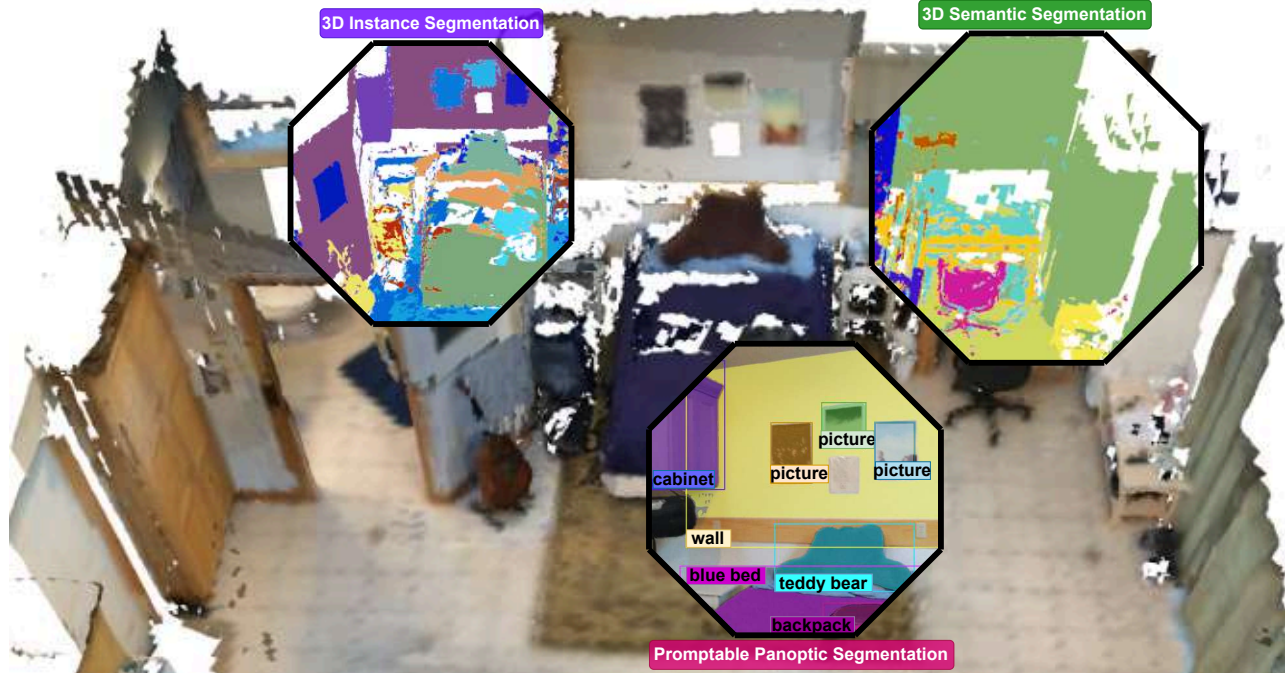 3D Instance Segmentation
3D Semantic Segmentation
picture
picture
picture
cabinet
wall
blue bed
teddy bear
backpack
Promptable Panoptic Segmentation